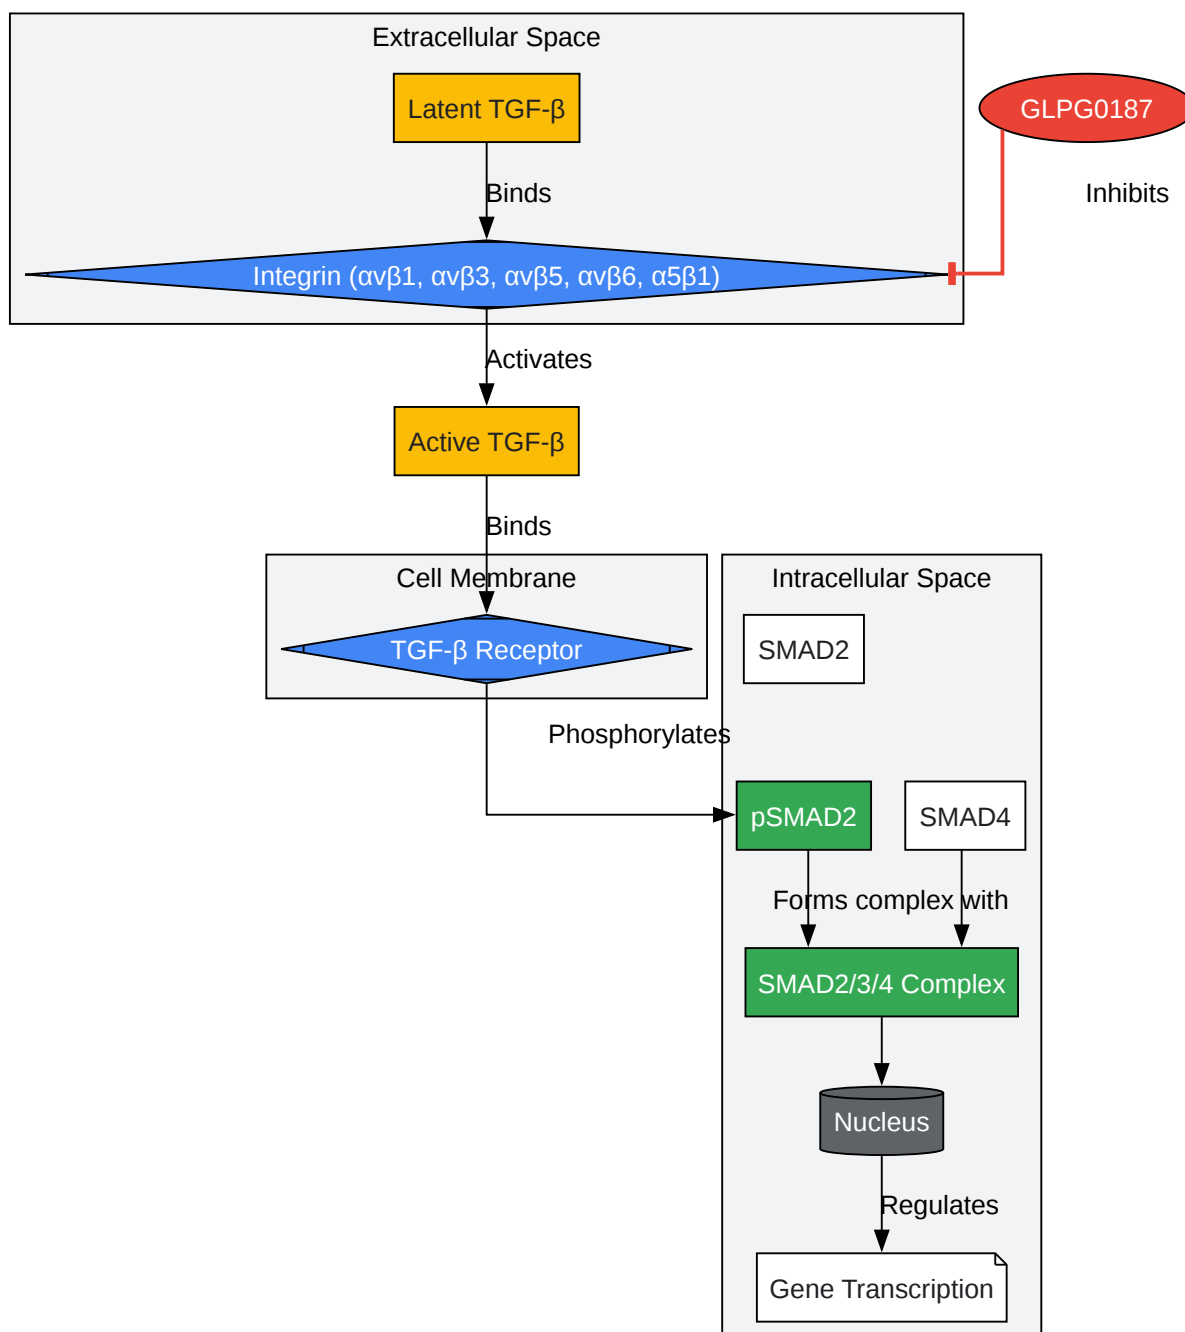 Extracellular Space
Latent TGF-β
GLPG0187
Binds
Inhibits
Integrin (αvβ1, αvβ3, αvβ5, αvβ6, α5β1)
Activates
Active TGF-β
Binds
Cell Membrane
Intracellular Space
TGF-β Receptor
SMAD2
Phosphorylates
pSMAD2
SMAD4
Forms complex with
SMAD2/3/4 Complex
Nucleus
Regulates
Gene Transcription